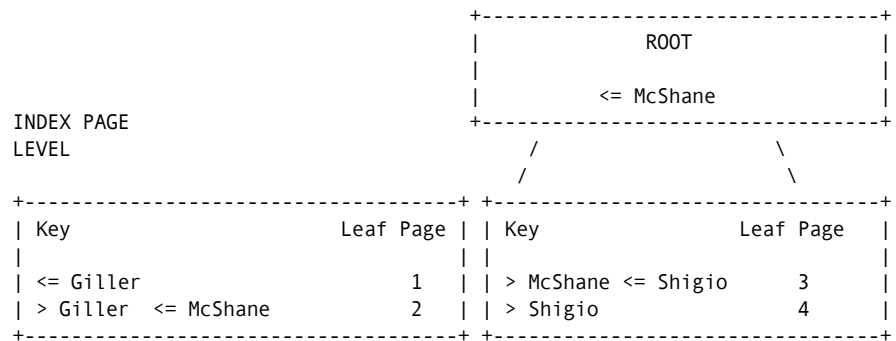 ROOT
<= McShane
INDEX PAGE
LEVEL
Key Leaf Page Key Leaf Page
<= Giller 1 > McShane <= Shigio 3
> Giller <= McShane 2 > Shigio 4